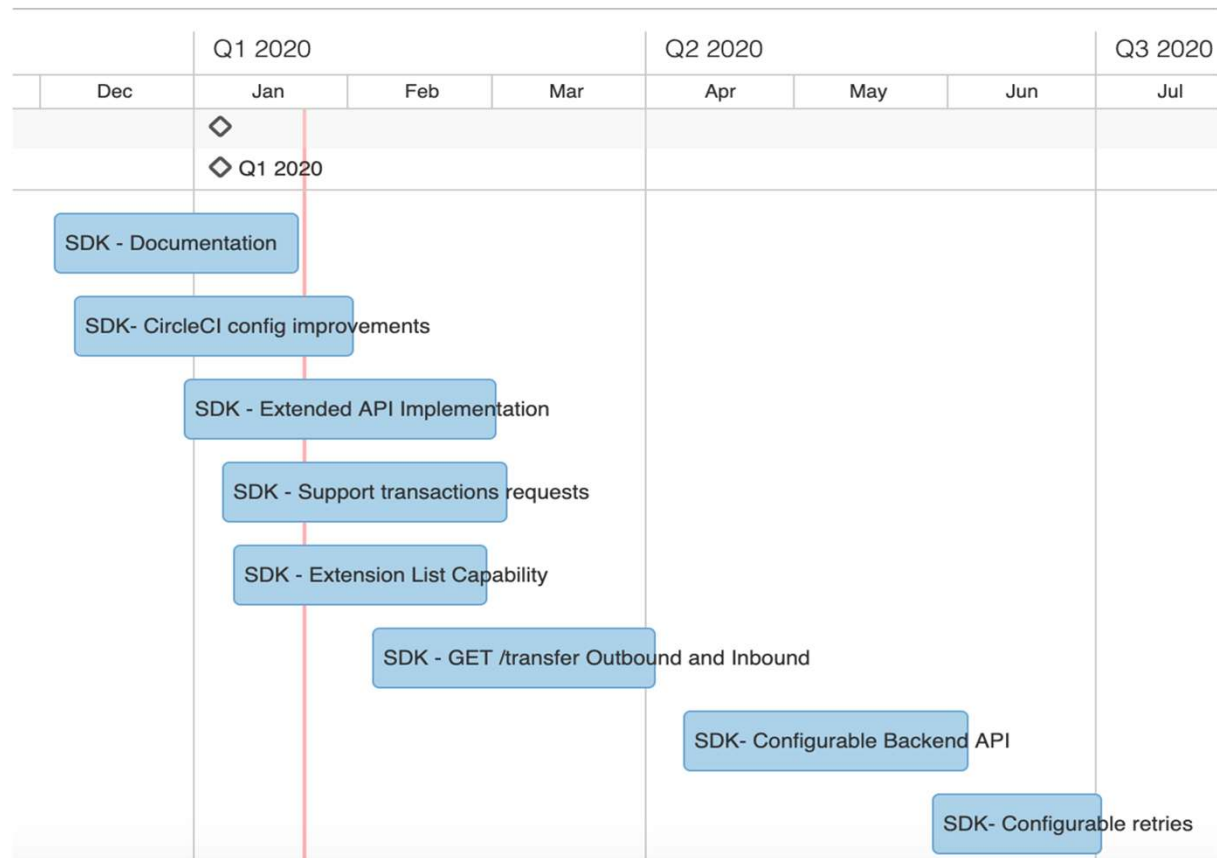 Q1 2020 Q2 2020 Q3 2020
Dec Jan Feb Mar Apr May Jun Jul
Q1 2020
SDK - Documentation
SDK- CircleCI config improvements
SDK - Extended API Implementation
SDK - Support transactions requests
SDK - Extension List Capability
SDK - GET /transfer Outbound and Inbound
SDK- Configurable Backend API
SDK- Configurable retries